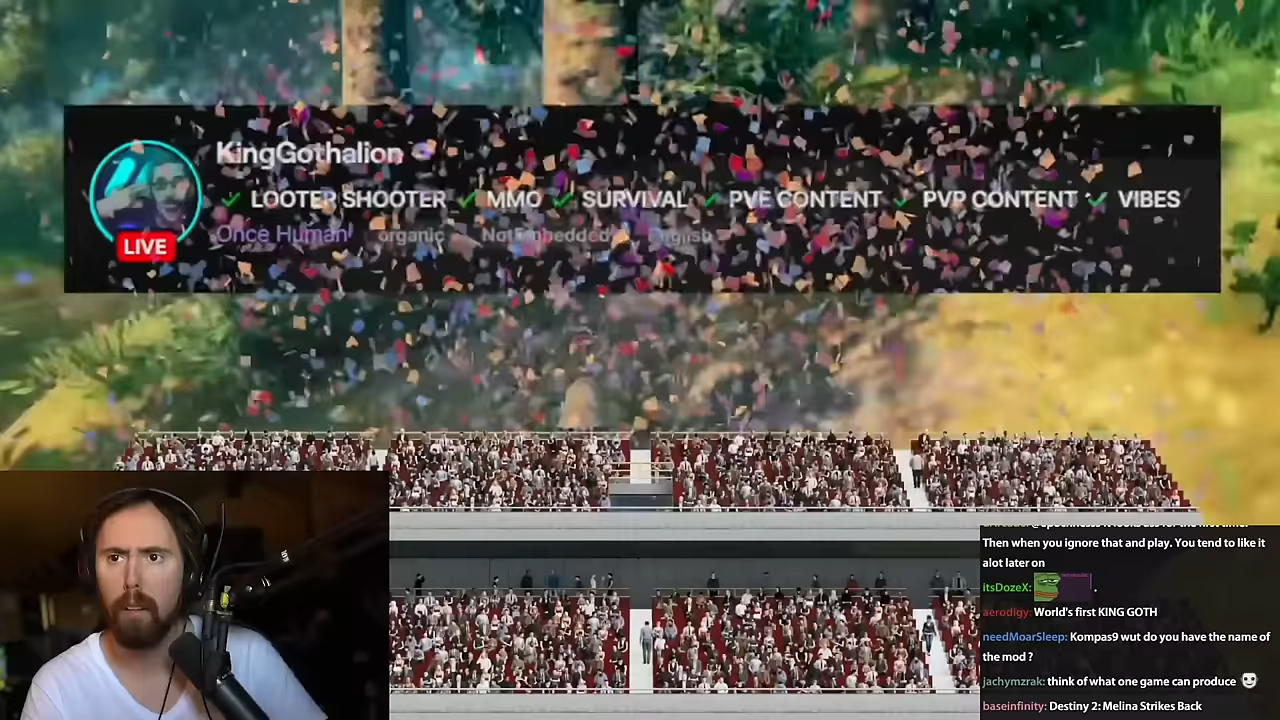 KingGothalion
✓ LOOTER SHOOTER ✓ MMO ✓ SURVIVAL ✓ PVE CONTENT ✓ PVP CONTENT ✓ VIBES
LIVE
Once Human organic NotEmbedded English
Then when you ignore that and play. You tend to like it
alot later on
itsDozeX: .
aerodigy: World's first KING GOTH
needMoarSleep: Kompas9 wut do you have the name of
the mod ?
jachymzrak: think of what one game can produce
baseinfinity: Destiny 2: Melina Strikes Back